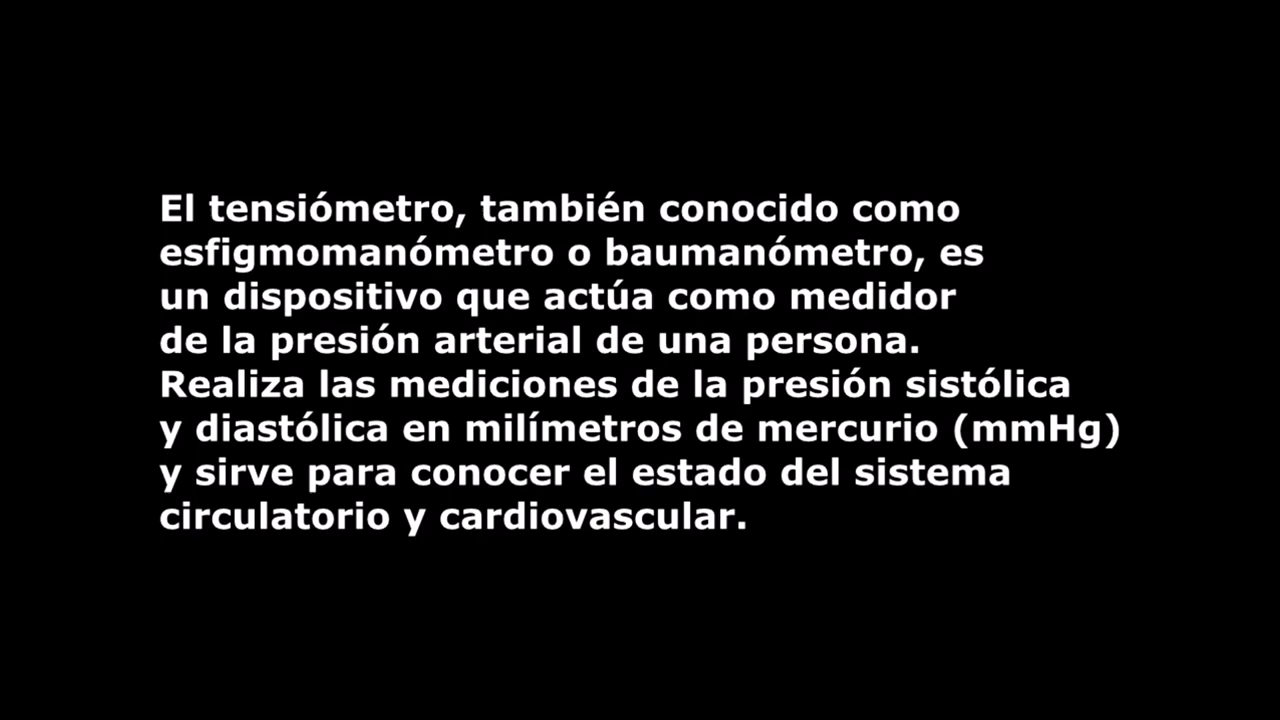 El tensiómetro, también conocido como
esfigmomanómetro o baumanómetro, es
un dispositivo que actúa como medidor
de la presión arterial de una persona.
Realiza las mediciones de la presión sistólica
y diastólica en milímetros de mercurio (mmHg)
y sirve para conocer el estado del sistema
circulatorio y cardiovascular.